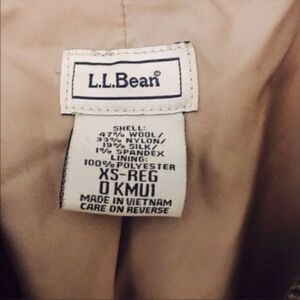 L.L.Bean®
SHELL:
47% WOOL/
33% NYLON/
19% SILK/
1% SPANDEX
LINING:
100% POLYESTER
XS-REG
0 KMU1
MADE IN VIETNAM
CARE ON REVERSE